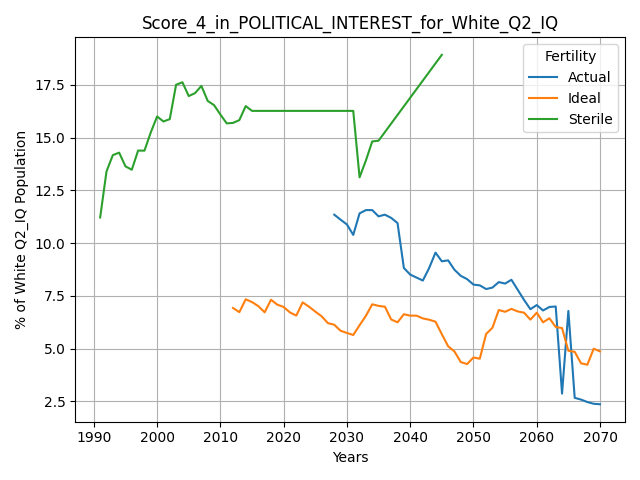 Score_4_in_POLITICAL_INTEREST_for_White_Q2_IQ
Fertility
Actual
Ideal
Sterile
% of White Q2_IQ Population
17.5
15.0
12.5
10.0
7.5
5.0
2.5
1990 2000 2010 2020 2030 2040 2050 2060 2070
Years